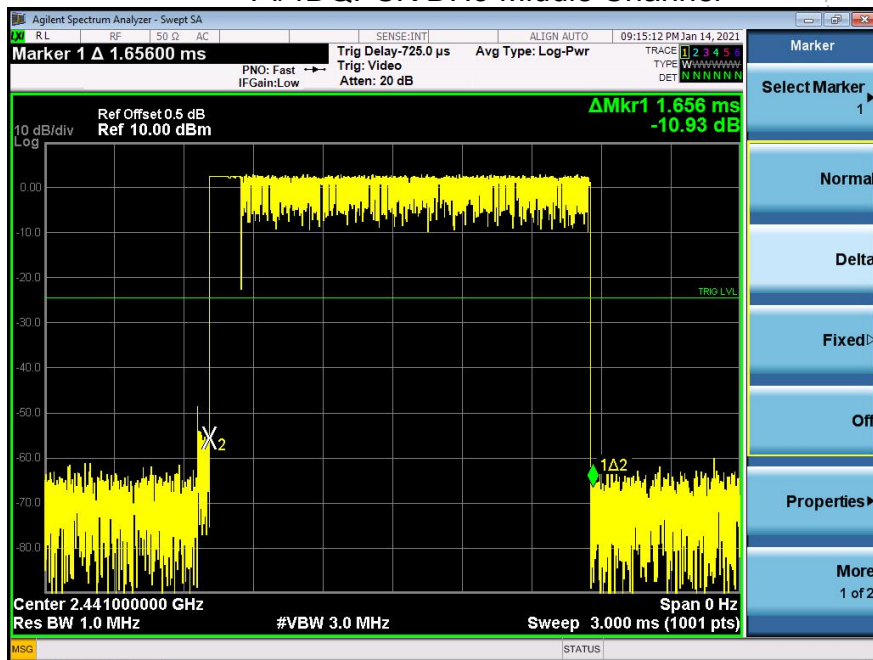 Agilent Spectrum Analyzer - Swept SA
LXI RL RF 50 Ω AC SENSE:INT ALIGN AUTO 09:15:12 PM Jan 14, 2021
Marker 1 Δ 1.65600 ms
Trig Delay-725.0 µs Avg Type: Log-Pwr TRACE 1 2 3 4 5 6
PNO: Fast Trig: Video TYPE WWWWWW
IFGain:Low Atten: 20 dB DET N N N N N N
Ref Offset 0.5 dB ΔMkr1 1.656 ms
10 dB/div Ref 10.00 dBm -10.93 dB
Log
0.00
-10.0
-20.0
TRIG LVL
-30.0
-40.0
-50.0
X2
-60.0
1Δ2
-70.0
-80.0
Center 2.441000000 GHz Span 0 Hz
Res BW 1.0 MHz #VBW 3.0 MHz Sweep 3.000 ms (1001 pts)
MSG STATUS
Marker
Select Marker
1
Normal
Delta
Fixed
Off
Properties
More
1 of 2